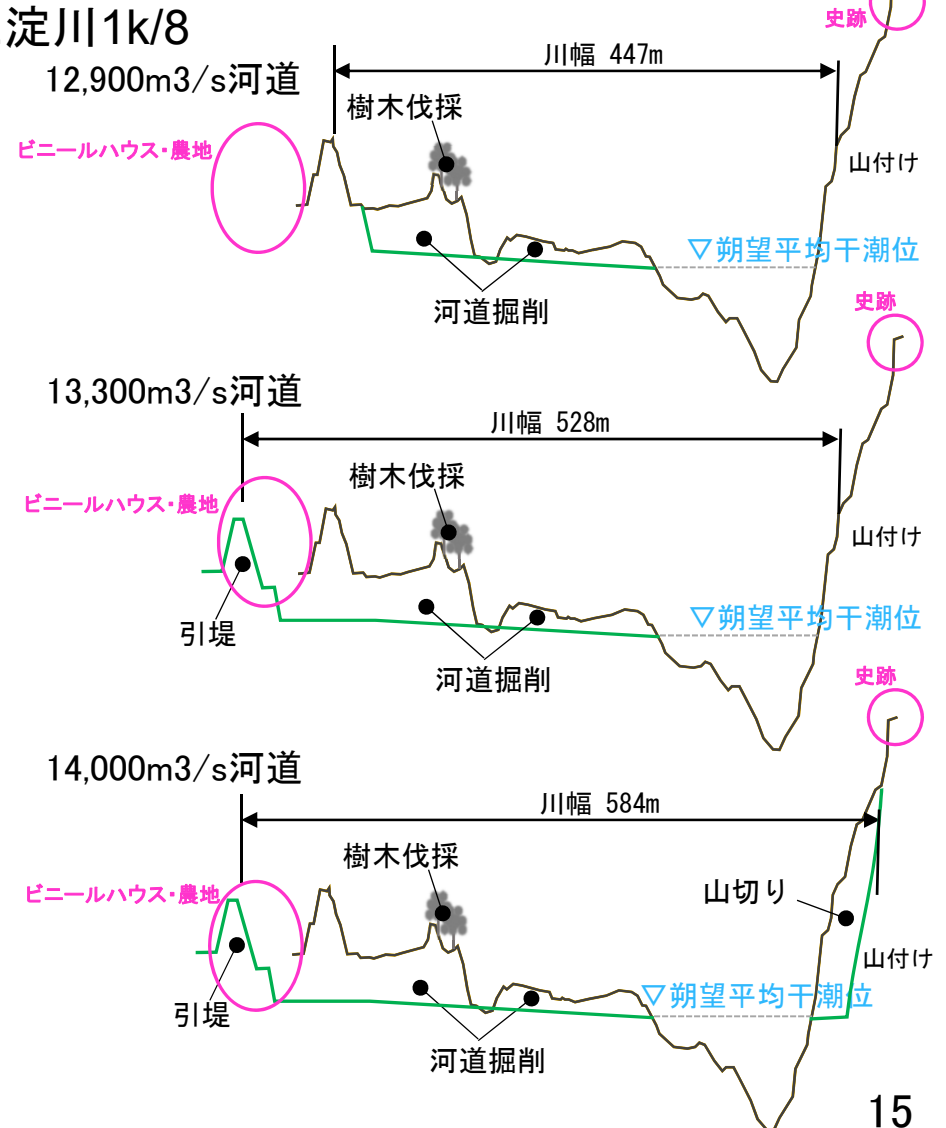 淀川1k/8
史跡
12,900m3/s河道
川幅 447m
樹木伐採
ビニールハウス・農地
山付け
▽朔望平均干潮位
河道掘削
史跡
13,300m3/s河道
川幅 528m
樹木伐採
ビニールハウス・農地
山付け
▽朔望平均干潮位
引堤
河道掘削
史跡
14,000m3/s河道
川幅 584m
樹木伐採
ビニールハウス・農地
山切り
山付け
▽朔望平均干潮位
引堤
河道掘削
15